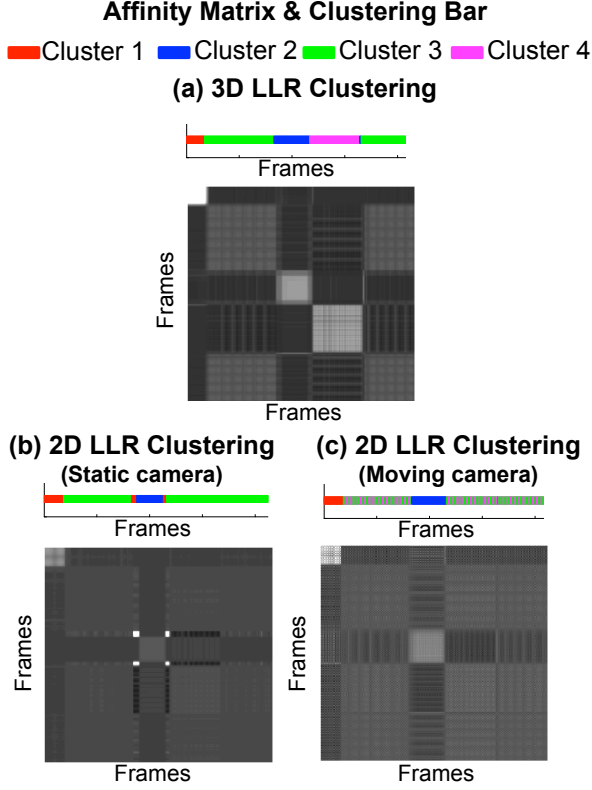 Affinity Matrix & Clustering Bar
Cluster 1 Cluster 2 Cluster 3 Cluster 4
(a) 3D LLR Clustering
Frames
Frames
Frames
(b) 2D LLR Clustering
(Static camera)
Frames
Frames
Frames
(c) 2D LLR Clustering
(Moving camera)
Frames
Frames
Frames